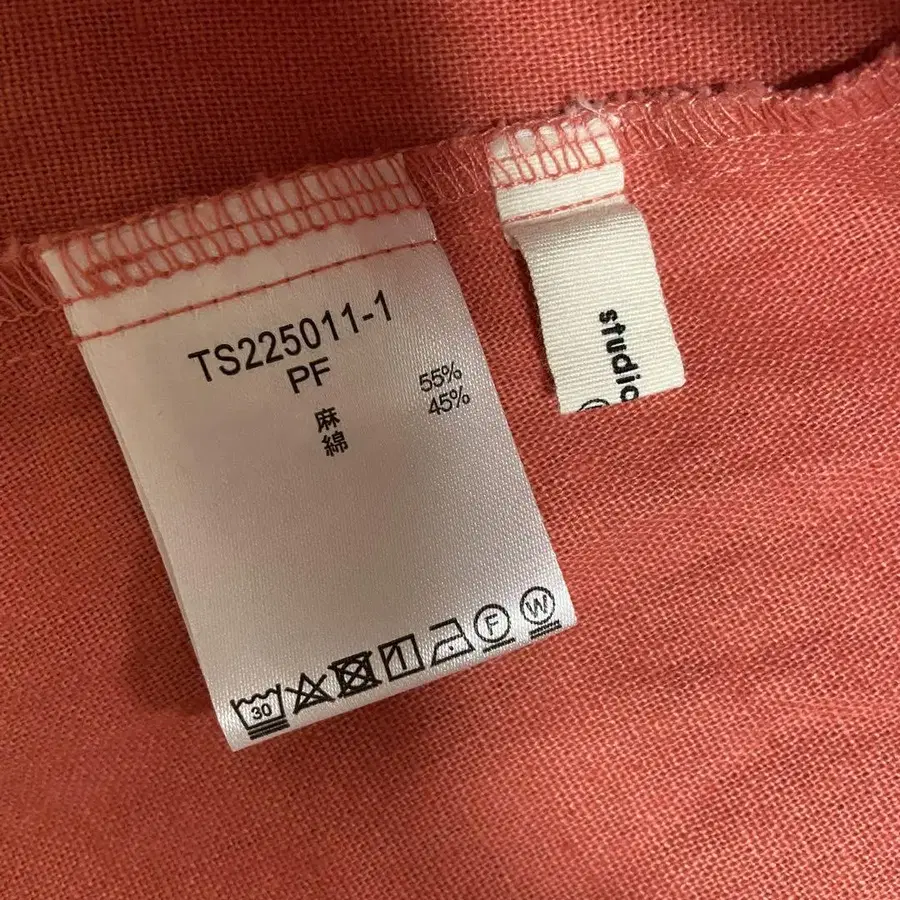 TS225011-1
PF
麻 55%
綿 45%
30
F
W
studio